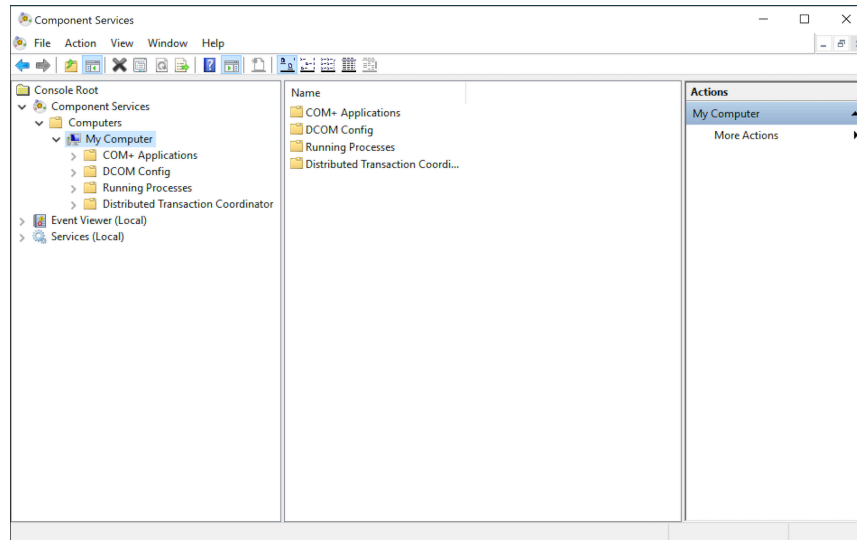 Component Services
File Action View Window Help
Console Root
Component Services
Computers
My Computer
COM+ Applications
DCOM Config
Running Processes
Distributed Transaction Coordinator
Event Viewer (Local)
Services (Local)
Name
COM+ Applications
DCOM Config
Running Processes
Distributed Transaction Coordi...
Actions
My Computer
More Actions